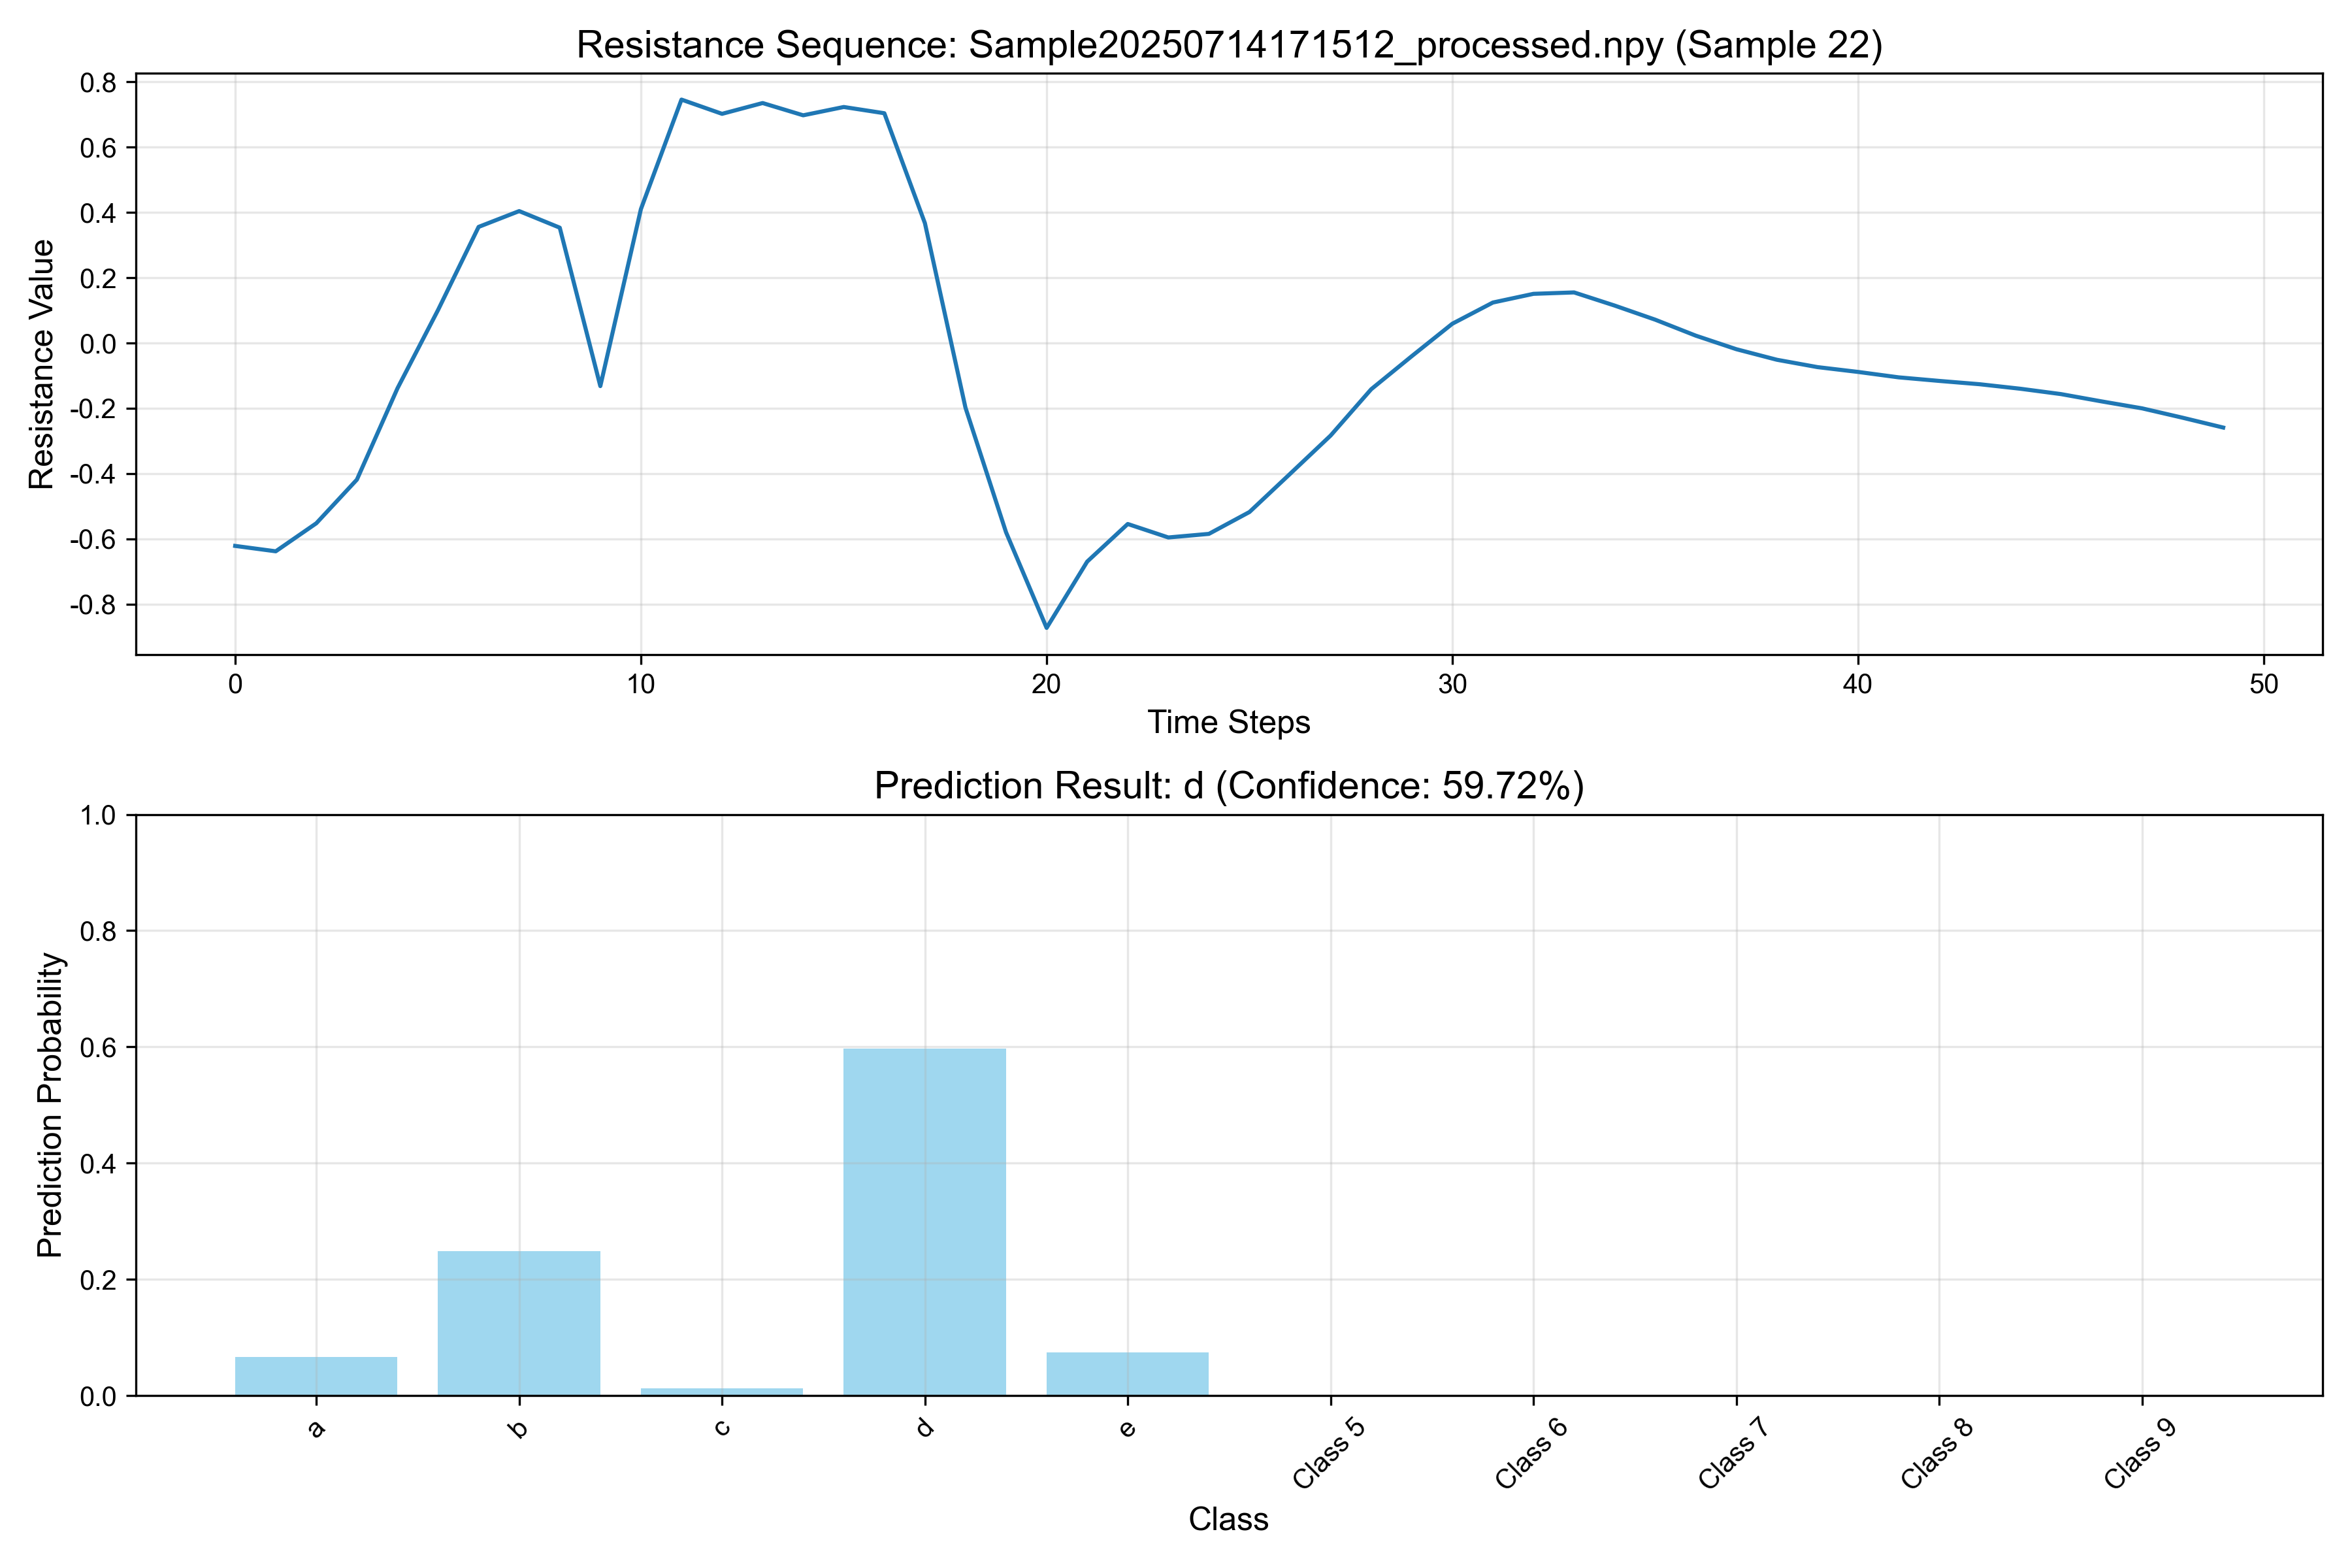 Resistance Sequence: Sample20250714171512_processed.npy (Sample 22)
Resistance Value
0.8
0.6
0.4
0.2
0.0
-0.2
-0.4
-0.6
-0.8
0 10 20 30 40 50
Time Steps
Prediction Result: d (Confidence: 59.72%)
Prediction Probability
1.0
0.8
0.6
0.4
0.2
0.0
a b c d e Class 5 Class 6 Class 7 Class 8 Class 9
Class